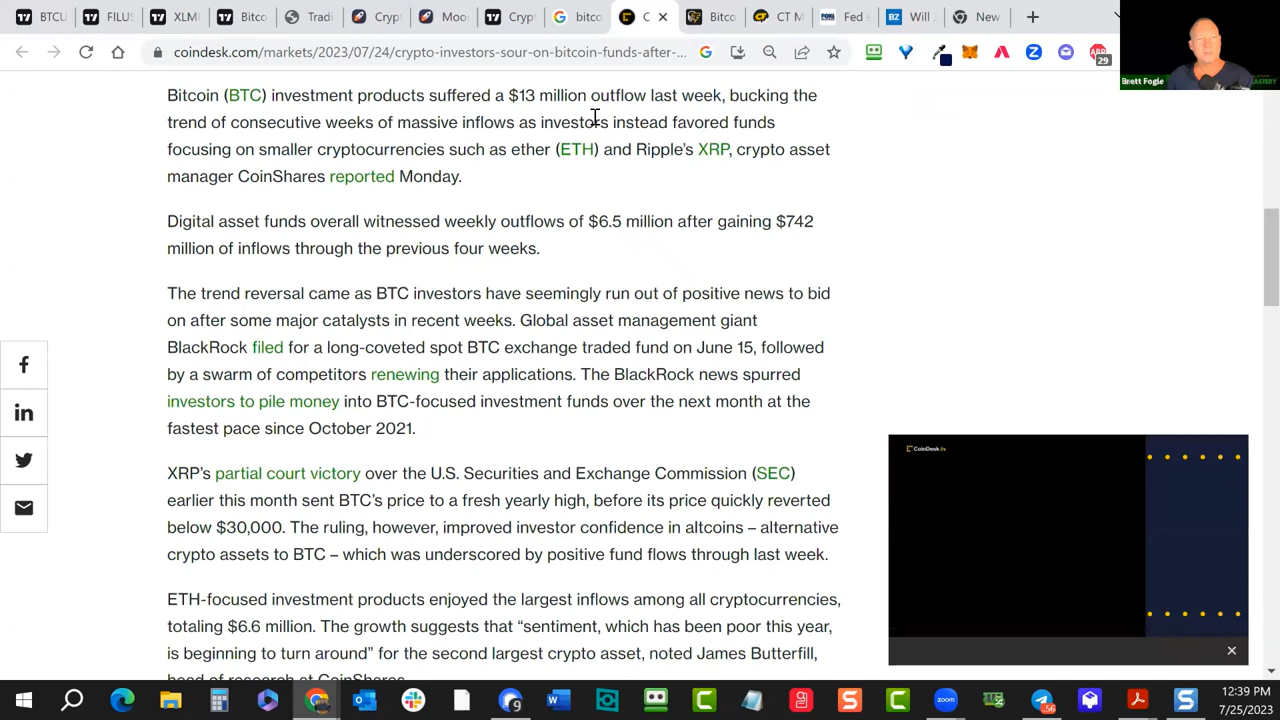 BTCU
FILUS
XLM
Bitco
Tradi
Cryp
Moo
Cryp
bitco
C
Bitco
CT M
Fed s
Will
New
coindesk.com/markets/2023/07/24/crypto-investors-sour-on-bitcoin-funds-after-...
29
Brett Fogle
Bitcoin (BTC) investment products suffered a $13 million outflow last week, bucking the
trend of consecutive weeks of massive inflows as investors instead favored funds
focusing on smaller cryptocurrencies such as ether (ETH) and Ripple's XRP, crypto asset
manager CoinShares reported Monday.
Digital asset funds overall witnessed weekly outflows of $6.5 million after gaining $742
million of inflows through the previous four weeks.
The trend reversal came as BTC investors have seemingly run out of positive news to bid
on after some major catalysts in recent weeks. Global asset management giant
BlackRock filed for a long-coveted spot BTC exchange traded fund on June 15, followed
by a swarm of competitors renewing their applications. The BlackRock news spurred
investors to pile money into BTC-focused investment funds over the next month at the
fastest pace since October 2021.
CoinDesk.tv
XRP's partial court victory over the U.S. Securities and Exchange Commission (SEC)
earlier this month sent BTC's price to a fresh yearly high, before its price quickly reverted
below $30,000. The ruling, however, improved investor confidence in altcoins – alternative
crypto assets to BTC – which was underscored by positive fund flows through last week.
ETH-focused investment products enjoyed the largest inflows among all cryptocurrencies,
totaling $6.6 million. The growth suggests that “sentiment, which has been poor this year,
is beginning to turn around” for the second largest crypto asset, noted James Butterfill,
head of research at CoinShares.
12:39 PM
7/25/2023